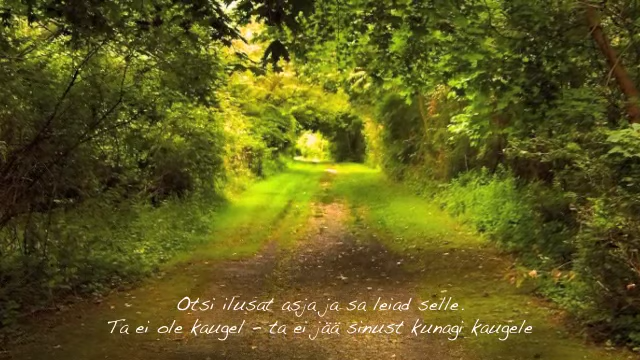 Otsi ilusat asja ja sa leiad selle.
Ta ei ole kaugel - ta ei jää sinust kunagi kaugele